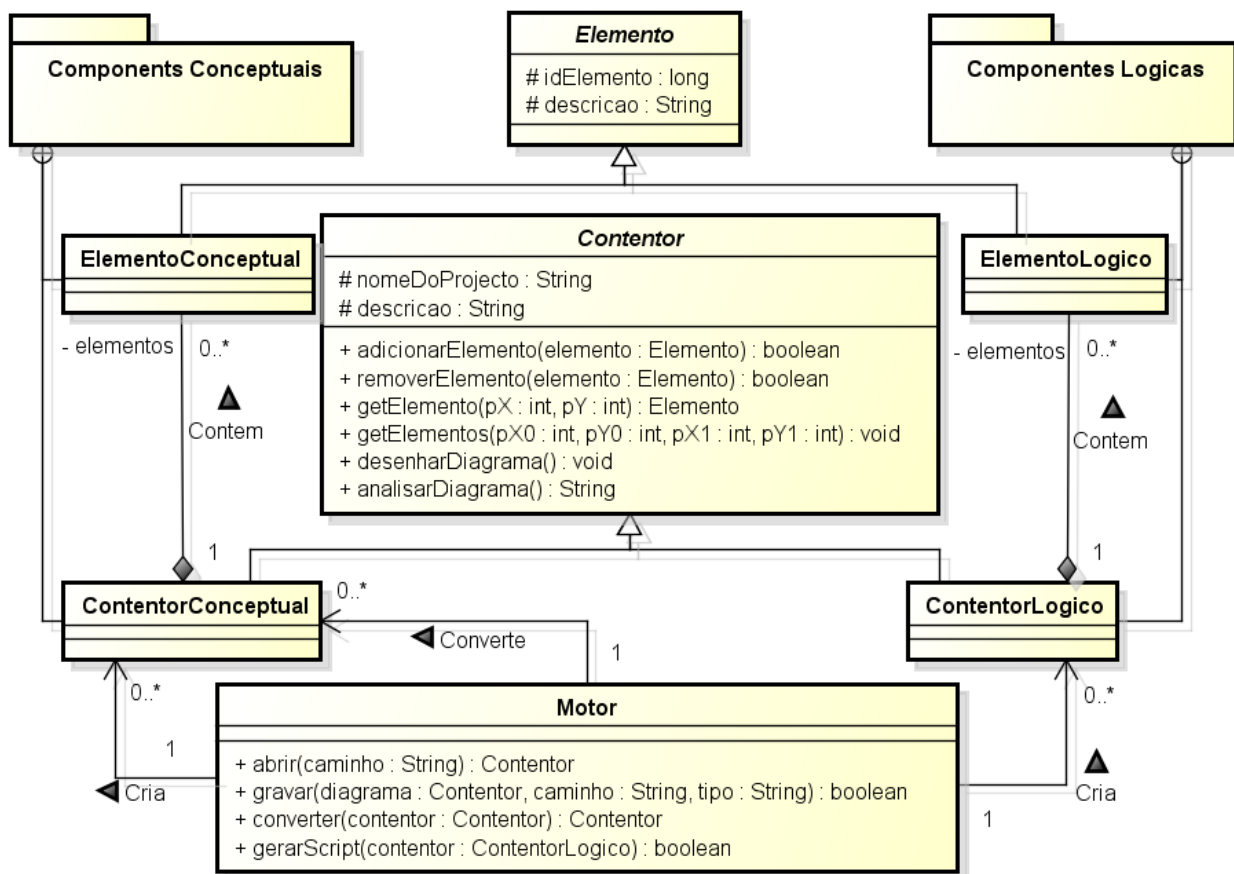 Components Conceptuais
Elemento
# idElemento : long
# descricao : String
Componentes Logicas
ElementoConceptual
Contentor
# nomeDoProjecto : String
# descricao : String
+ adicionarElemento(elemento : Elemento) : boolean
+ removerElemento(elemento : Elemento) : boolean
+ getElemento(pX : int, pY : int) : Elemento
+ getElementos(pX0 : int, pY0 : int, pX1 : int, pY1 : int) : void
+ desenharDiagrama() : void
+ analisarDiagrama() : String
ElementoLogico
- elementos
0..*
Contem
1
- elementos
0..*
Contem
1
ContentorConceptual
0..*
Converte
1
ContentorLogico
0..*
1
Cria
Motor
+ abrir(caminho : String) : Contentor
+ gravar(diagrama : Contentor, caminho : String, tipo : String) : boolean
+ converter(contentor : Contentor) : Contentor
+ gerarScript(contentor : ContentorLogico) : boolean
0..*
Cria
1